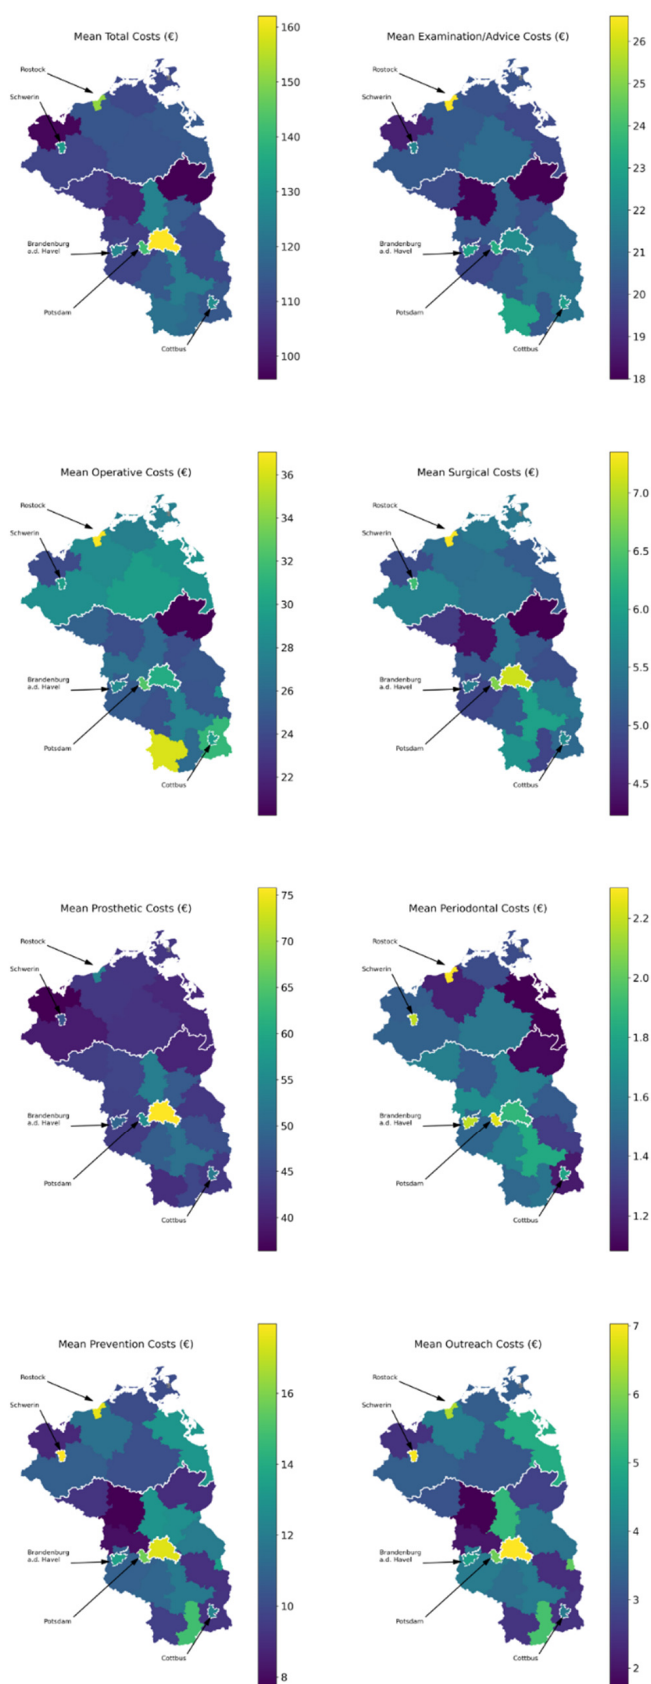 Mean Total Costs (€)
Rostock
Schwerin
Brandenburg
a.d. Havel
Potsdam
Cottbus
160
150
140
130
120
110
100
Mean Examination/Advice Costs (€)
Rostock
Schwerin
Brandenburg
a.d. Havel
Potsdam
Cottbus
26
25
24
23
22
21
20
19
18
Mean Operative Costs (€)
Rostock
Schwerin
Brandenburg
a.d. Havel
Potsdam
Cottbus
36
34
32
30
28
26
24
22
Mean Surgical Costs (€)
Rostock
Schwerin
Brandenburg
a.d. Havel
Potsdam
Cottbus
7.0
6.5
6.0
5.5
5.0
4.5
Mean Prosthetic Costs (€)
Rostock
Schwerin
Brandenburg
a.d. Havel
Potsdam
Cottbus
75
70
65
60
55
50
45
40
Mean Periodontal Costs (€)
Rostock
Schwerin
Brandenburg
a.d. Havel
Potsdam
Cottbus
2.2
2.0
1.8
1.6
1.4
1.2
Mean Prevention Costs (€)
Rostock
Schwerin
Brandenburg
a.d. Havel
Potsdam
Cottbus
16
14
12
10
8
Mean Outreach Costs (€)
Rostock
Schwerin
Brandenburg
a.d. Havel
Potsdam
Cottbus
7
6
5
4
3
2